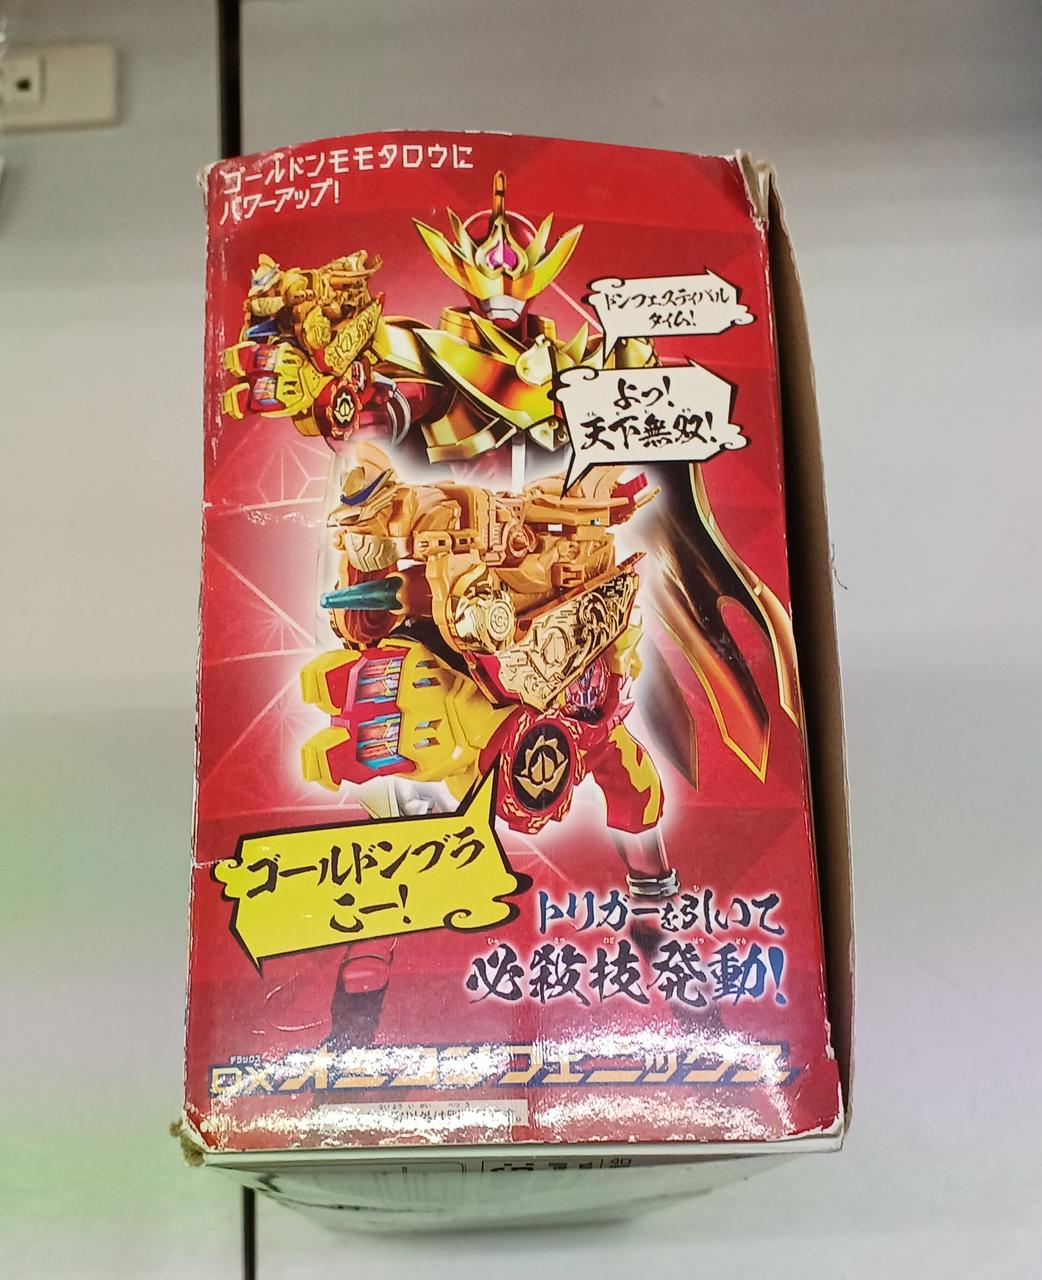 ゴールドンモモタロウに
パワーアップ!
ドンフェスティバル
タイム!
よっ!
天下無双!
ゴールドンブラ
こー!
トリガーを引いて
必殺技発動!
デラックス
DXオミコシフェニックス